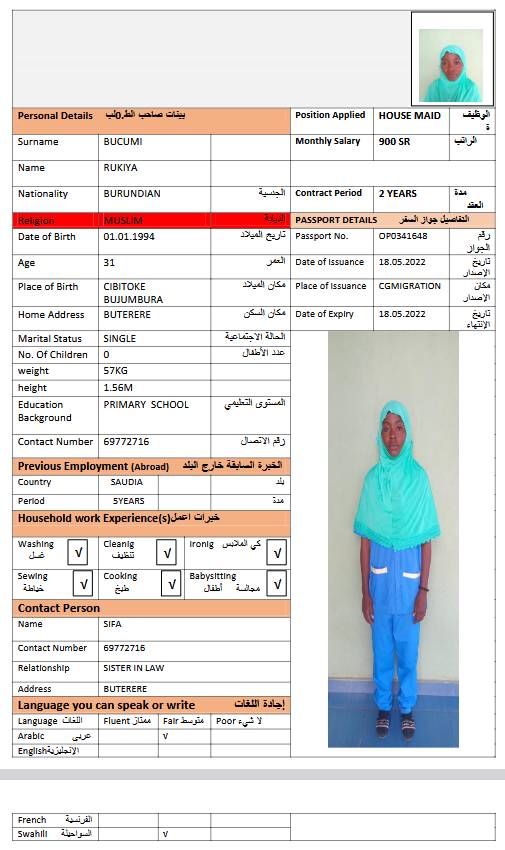 Personal Details بينات صاحب الط.0لب
Surname BUCUMI
Name RUKIYA
Nationality BURUNDIAN الجنسية
Religion MUSLIM الديانة
Date of Birth 01.01.1994 تاريخ الميلاد
Age 31 العمر
Place of Birth CIBITOKE مكان الميلاد
BUJUMBURA
Home Address BUTERERE مكان السكن
Marital Status SINGLE الحالة الاجتماعية
No. Of Children 0 عدد الأطفال
weight 57KG
height 1.56M
Education PRIMARY SCHOOL المستوى التعليمي
Background
Contact Number 69772716 رقم الاتصال
Previous Employment (Abroad) الخبرة السابقة خارج البلد
Country SAUDIA بلد
Period 5YEARS مدة
Household work Experience(s) خبرات اعمل
Washing √ Cleanig √ Ironig كي الملابس √
غسل تنظيف
Sewing √ Cooking √ Babysitting √
خياطة طبخ مجالسة أطفال
Contact Person
Name SIFA
Contact Number 69772716
Relationship SISTER IN LAW
Address BUTERERE
Language you can speak or write إجادة اللغات
Language اللغات Fluent ممتاز Fair متوسط Poor لا شيء
Arabic عربى √
English الإنجليزية
Position Applied HOUSE MAID الوظيف
ة
Monthly Salary 900 SR الراتب
Contract Period 2 YEARS مدة
العقد
PASSPORT DETAILS التفاصيل جواز السفر
Passport No. OP0341648 رقم
الجواز
Date of Issuance 18.05.2022 تاريخ
الإصدار
Place of Issuance CGMIGRATION مكان
الإصدار
Date of Expiry 18.05.2022 تاريخ
الإنتهاء
French الفرنسية
Swahili السواحيلة √